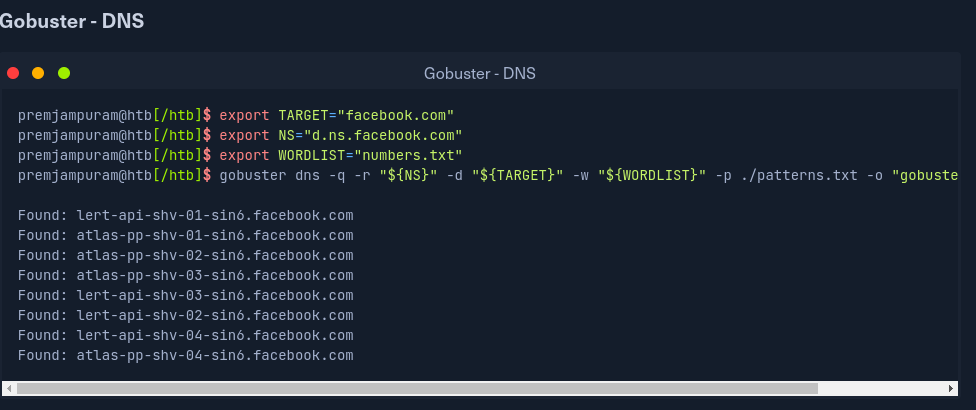 Gobuster - DNS
Gobuster - DNS
premjampuram@htb[/htb]$ export TARGET="facebook.com"
premjampuram@htb[/htb]$ export NS="d.ns.facebook.com"
premjampuram@htb[/htb]$ export WORDLIST="numbers.txt"
premjampuram@htb[/htb]$ gobuster dns -q -r "${NS}" -d "${TARGET}" -w "${WORDLIST}" -p ./patterns.txt -o "gobuste
Found: lert-api-shv-01-sin6.facebook.com
Found: atlas-pp-shv-01-sin6.facebook.com
Found: atlas-pp-shv-02-sin6.facebook.com
Found: atlas-pp-shv-03-sin6.facebook.com
Found: lert-api-shv-03-sin6.facebook.com
Found: lert-api-shv-02-sin6.facebook.com
Found: lert-api-shv-04-sin6.facebook.com
Found: atlas-pp-shv-04-sin6.facebook.com